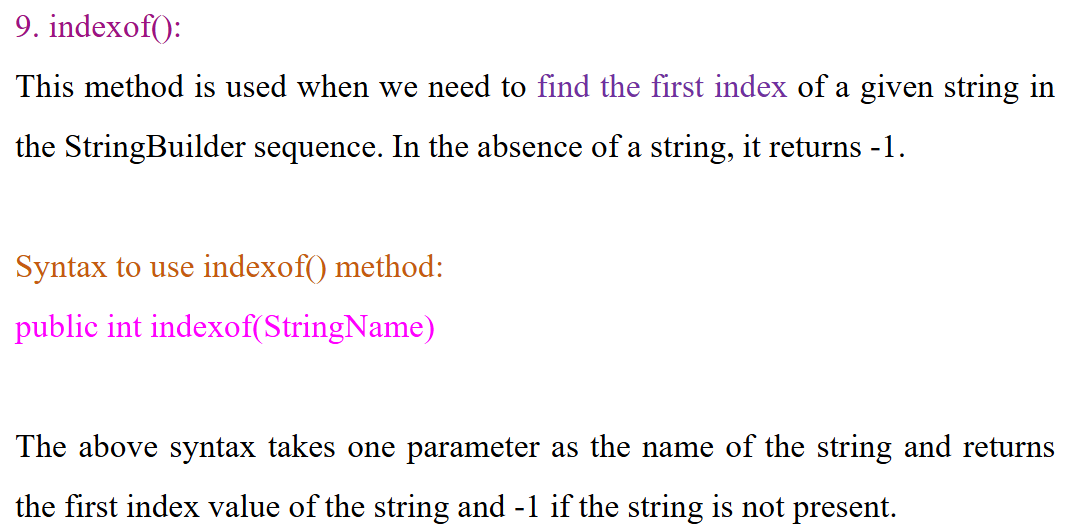 9. indexof():
This method is used when we need to find the first index of a given string in
the StringBuilder sequence. In the absence of a string, it returns -1.
Syntax to use indexof() method:
public int indexof(StringName)
The above syntax takes one parameter as the name of the string and returns
the first index value of the string and -1 if the string is not present.